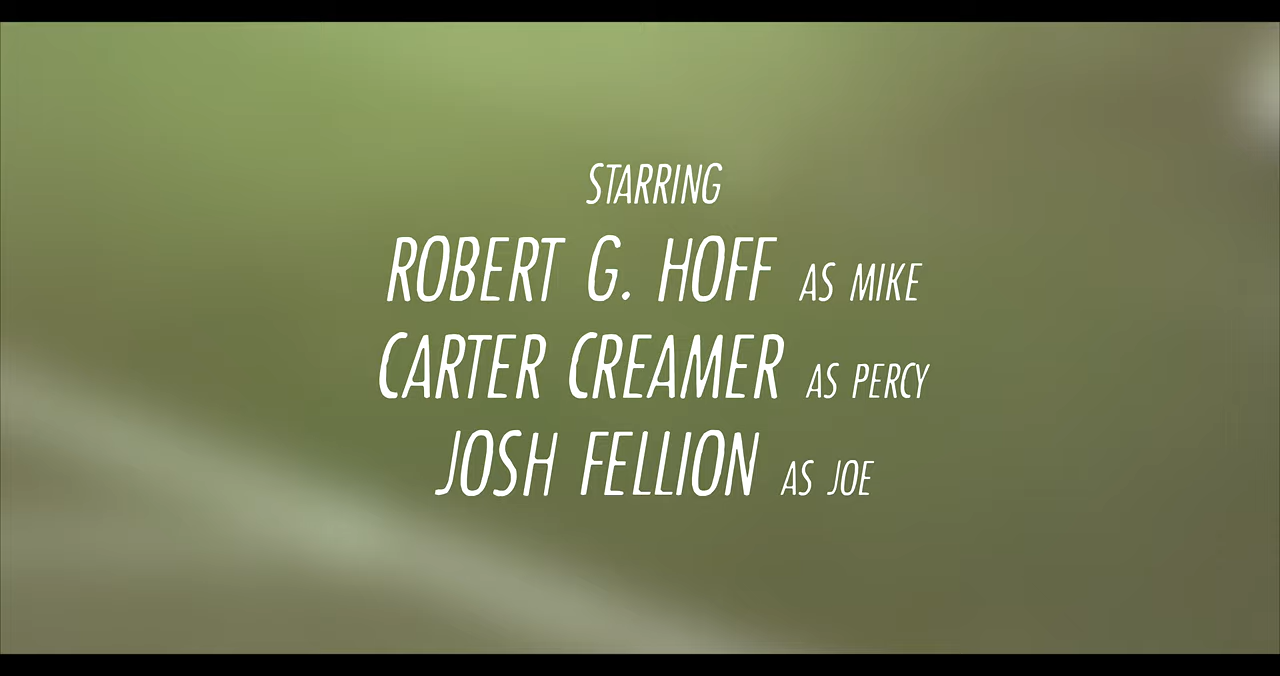 STARRING
ROBERT G. HOFF AS MIKE
CARTER CREAMER AS PERCY
JOSH FELLION AS JOE